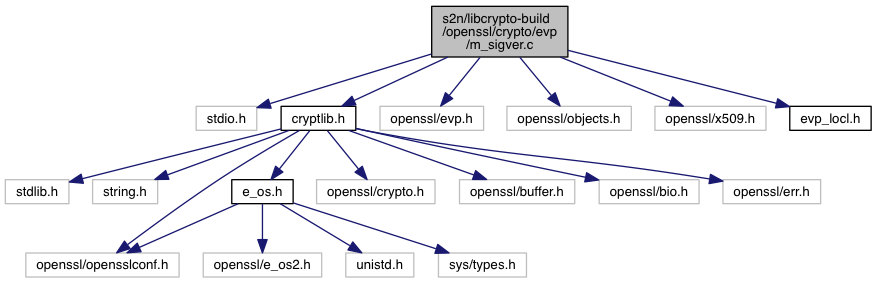 s2n/libcrypto-build
/openssl/crypto/evp
/m_sigver.c
stdio.h
cryptlib.h
openssl/evp.h
openssl/objects.h
openssl/x509.h
evp_locl.h
stdlib.h
string.h
e_os.h
openssl/crypto.h
openssl/buffer.h
openssl/bio.h
openssl/err.h
openssl/opensslconf.h
openssl/e_os2.h
unistd.h
sys/types.h